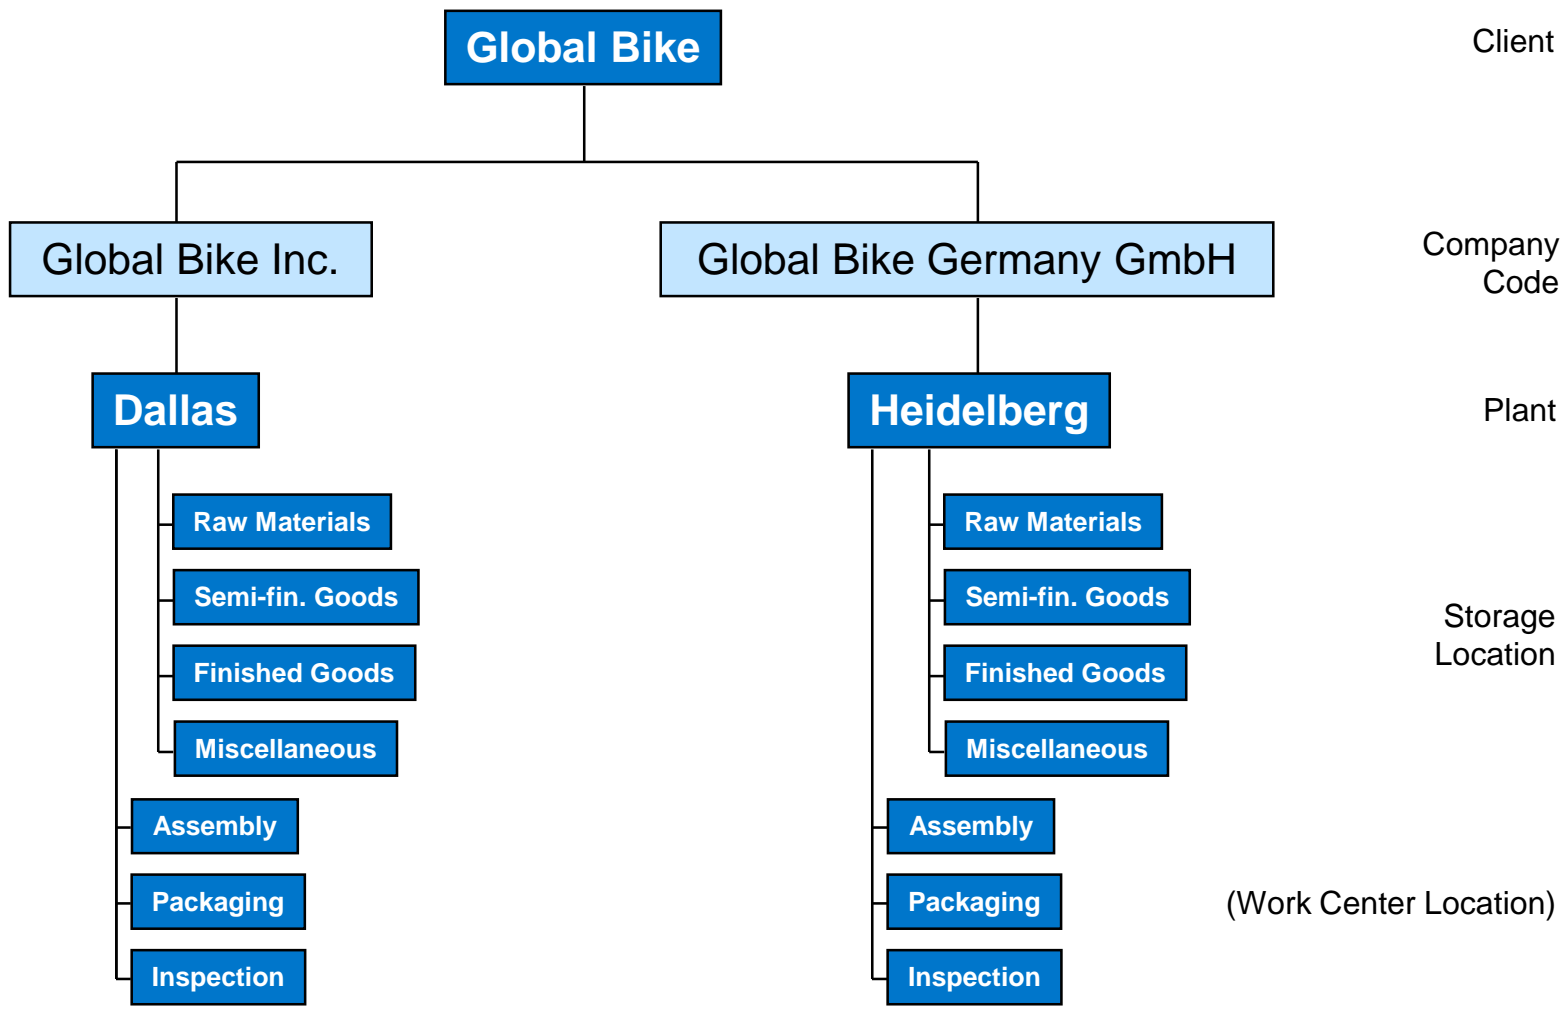 Global Bike
Client
Global Bike Inc.
Global Bike Germany GmbH
Company
Code
Dallas
Heidelberg
Plant
Raw Materials
Raw Materials
Semi-fin. Goods
Semi-fin. Goods
Storage
Location
Finished Goods
Finished Goods
Miscellaneous
Miscellaneous
Assembly
Assembly
Packaging
Packaging
(Work Center Location)
Inspection
Inspection